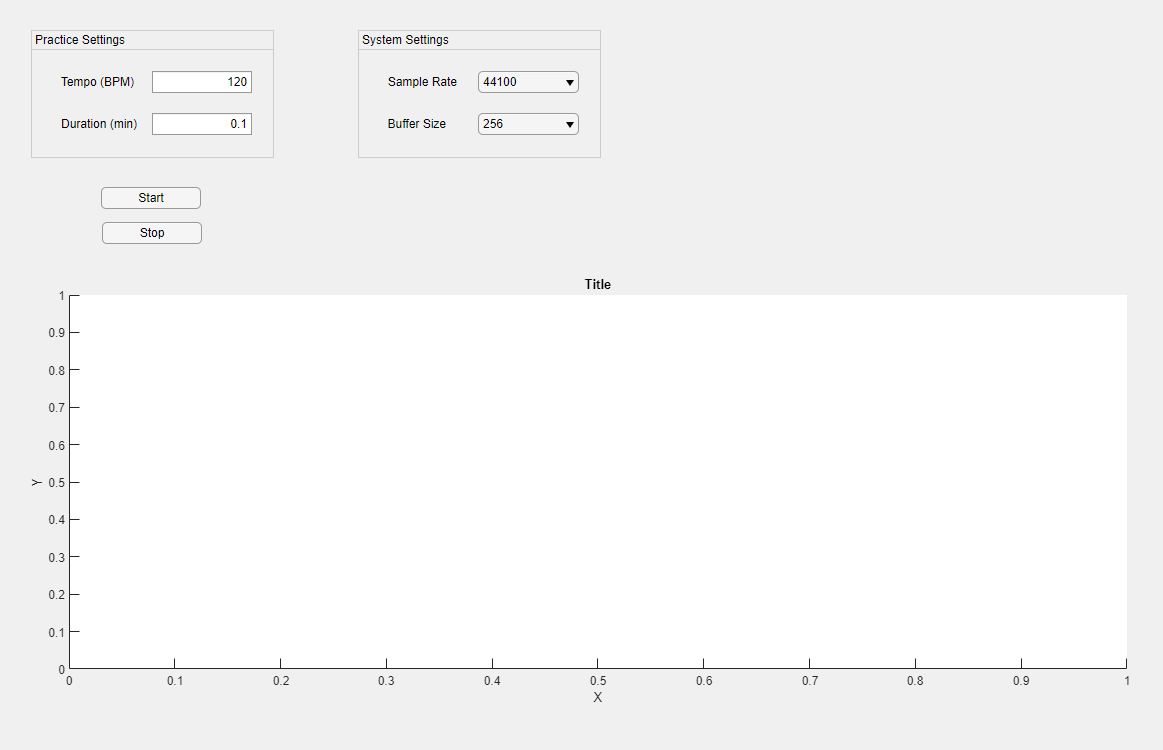 Practice Settings
Tempo (BPM) 120
Duration (min) 0.1
System Settings
Sample Rate 44100
Buffer Size 256
Start
Stop
Title
1
0.9
0.8
0.7
0.6
0.5
0.4
0.3
0.2
0.1
0
Y
0 0.1 0.2 0.3 0.4 0.5 0.6 0.7 0.8 0.9 1
X